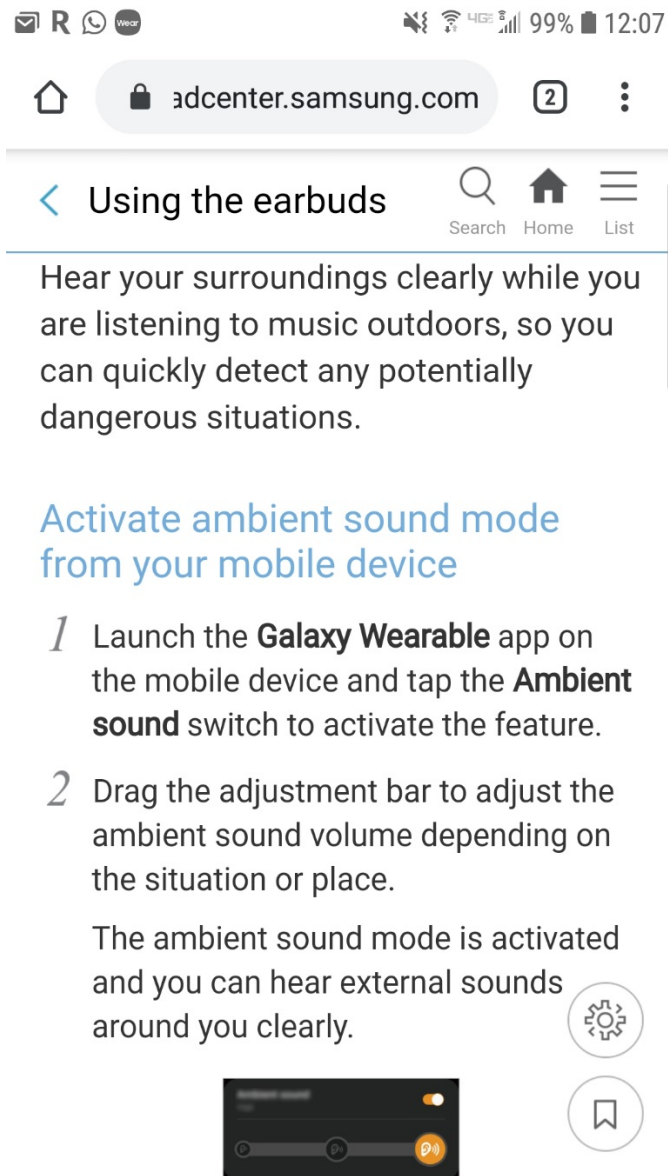 R Wear 4GE 99% 12:07
adcenter.samsung.com 2
Using the earbuds
Search Home List
Hear your surroundings clearly while you
are listening to music outdoors, so you
can quickly detect any potentially
dangerous situations.
Activate ambient sound mode
from your mobile device
1 Launch the Galaxy Wearable app on
the mobile device and tap the Ambient
sound switch to activate the feature.
2 Drag the adjustment bar to adjust the
ambient sound volume depending on
the situation or place.
The ambient sound mode is activated
and you can hear external sounds
around you clearly.
Ambient sound